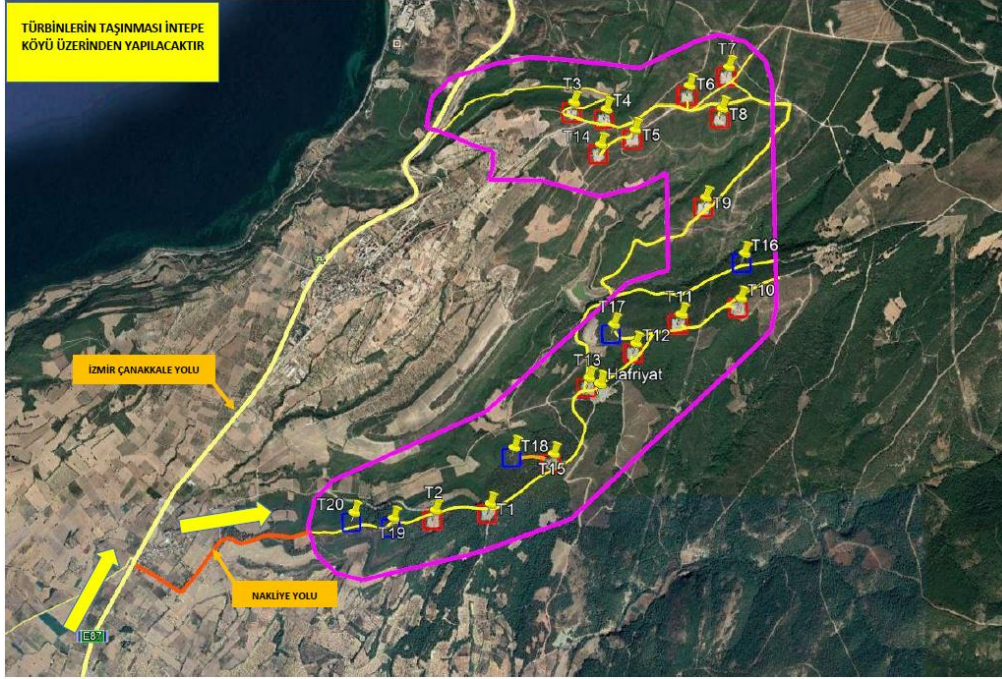 TÜRBİNLERİN TAŞINMASI İNTEPE
KÖYÜ ÜZERİNDEN YAPILACAKTIR
T7
T6
T3
T4
T8
T14
T5
T9
T16
T10
T17
T11
T12
T13
Hafriyat
İZMİR ÇANAKKALE YOLU
T18
T15
T20
T2
T19
T1
NAKLİYE YOLU
E87